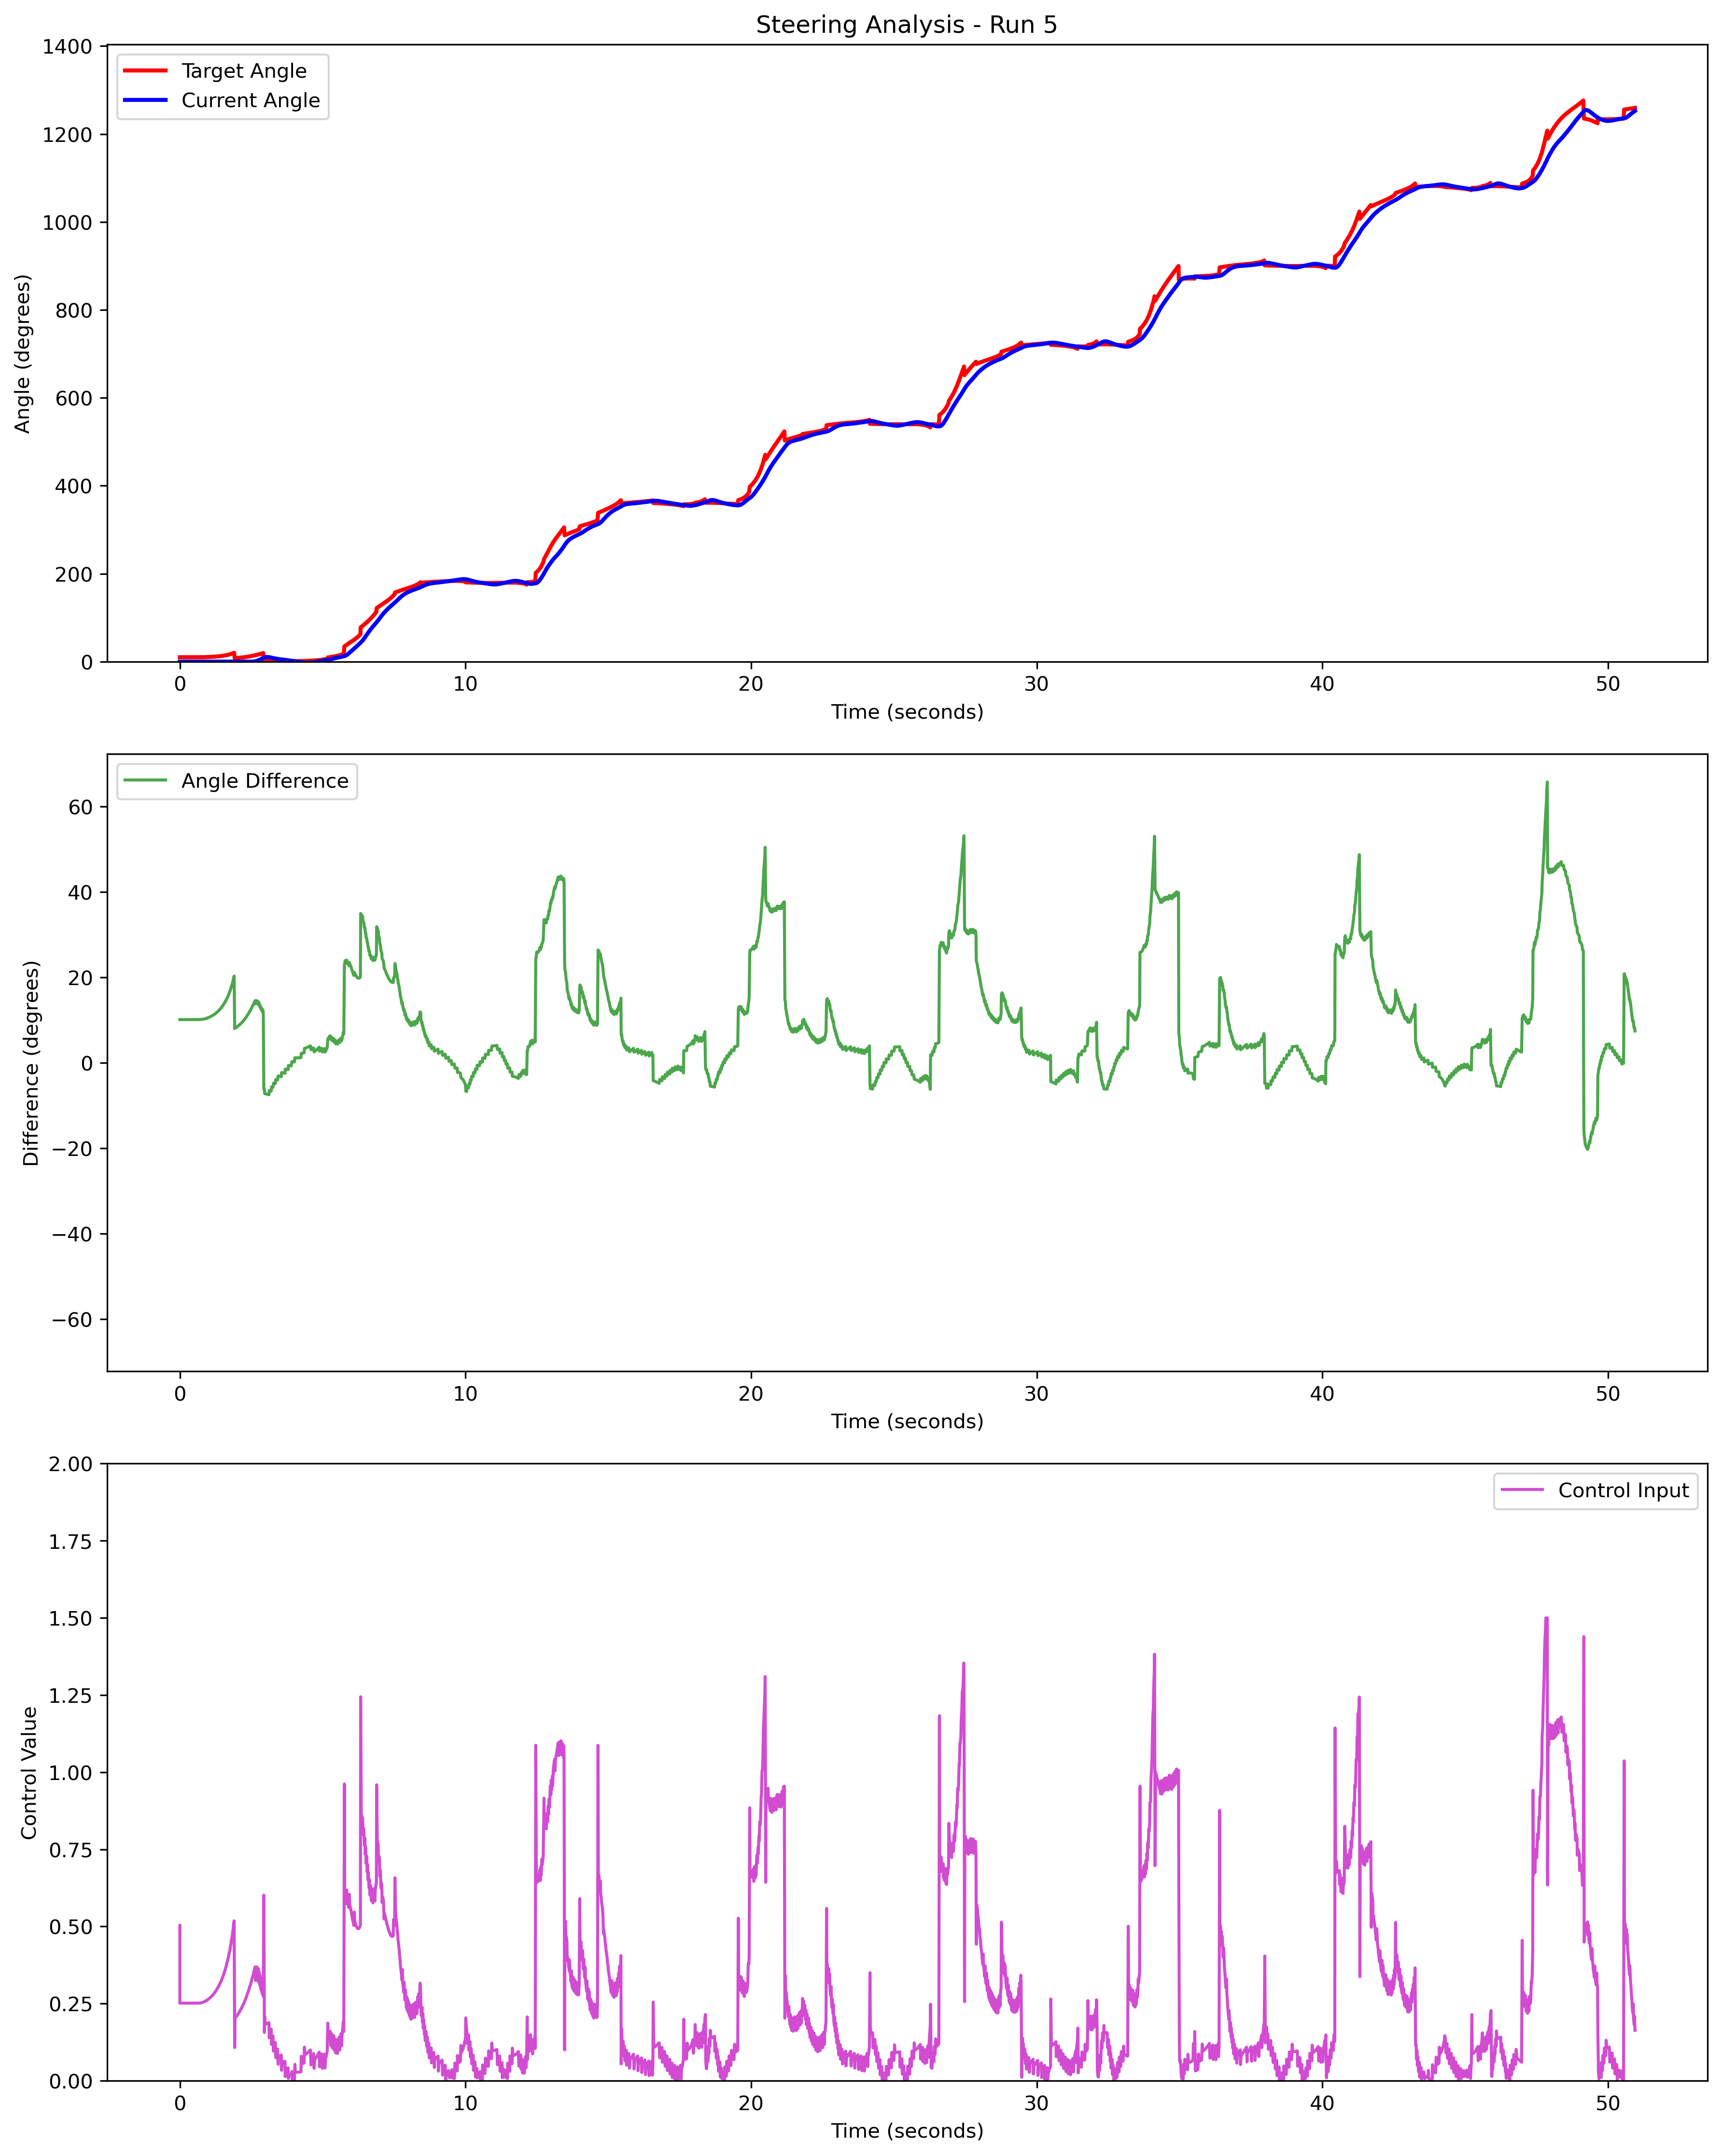 Steering Analysis - Run 5
1400
1200
1000
800
600
400
200
0
Angle (degrees)
Target Angle
Current Angle
0 10 20 30 40 50
Time (seconds)
60
40
20
0
−20
−40
−60
Difference (degrees)
Angle Difference
0 10 20 30 40 50
Time (seconds)
2.00
1.75
1.50
1.25
1.00
0.75
0.50
0.25
0.00
Control Value
Control Input
0 10 20 30 40 50
Time (seconds)